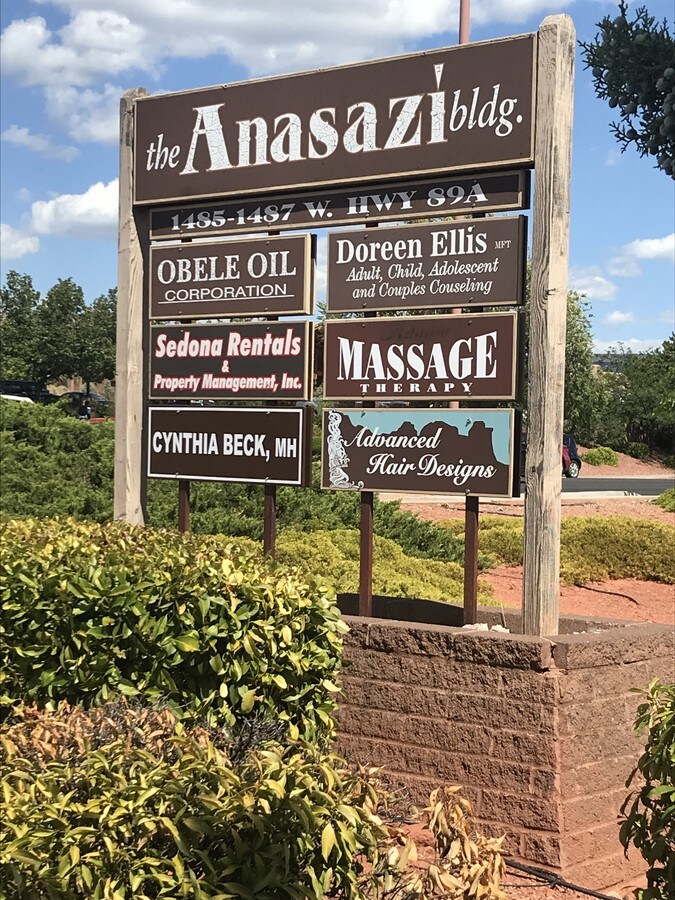 the Anasazi bldg.
1485-1487 W. HWY 89A
OBELE OIL
CORPORATION
Doreen Ellis MFT
Adult, Child, Adolescent
and Couples Couseling
Sedona Rentals
&
Property Management, Inc.
MASSAGE
THERAPY
CYNTHIA BECK, MH
Advanced
Hair Designs